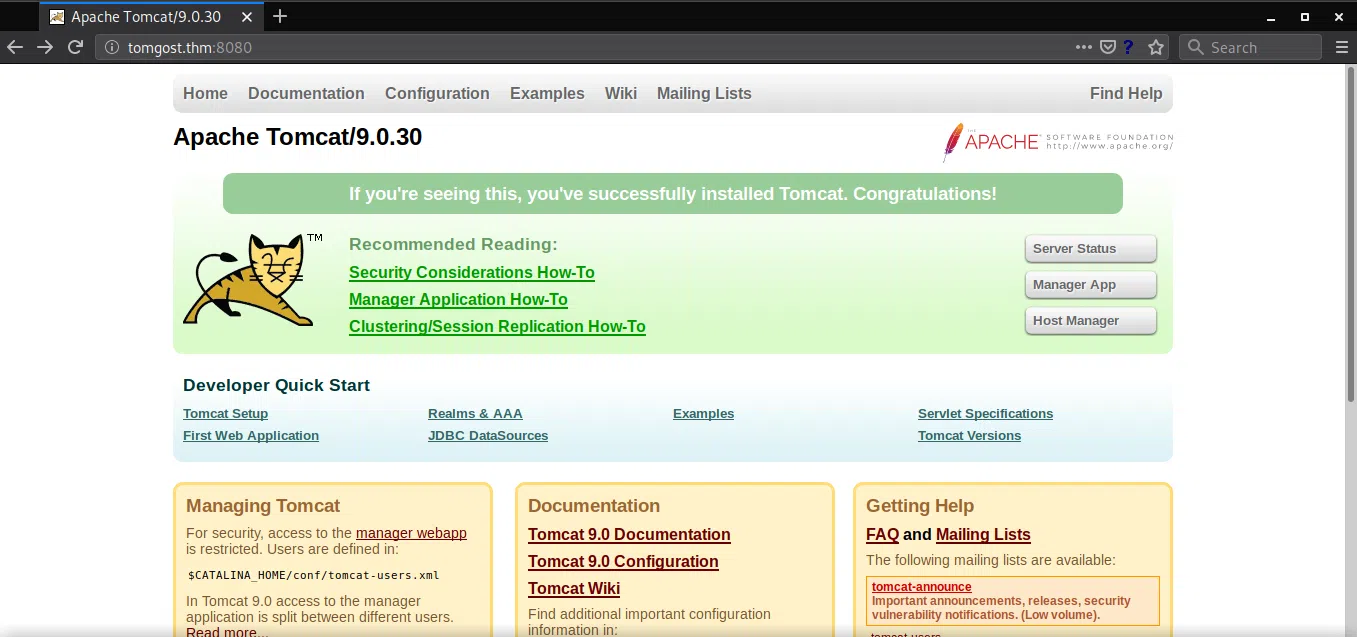 Apache Tomcat/9.0.30
tomgost.thm:8080
Search
Home Documentation Configuration Examples Wiki Mailing Lists Find Help
Apache Tomcat/9.0.30
THE APACHE SOFTWARE FOUNDATION
http://www.apache.org/
If you're seeing this, you've successfully installed Tomcat. Congratulations!
TM
Recommended Reading:
Security Considerations How-To
Manager Application How-To
Clustering/Session Replication How-To
Server Status
Manager App
Host Manager
Developer Quick Start
Tomcat Setup
First Web Application
Realms & AAA
JDBC DataSources
Examples
Servlet Specifications
Tomcat Versions
Managing Tomcat
For security, access to the manager webapp
is restricted. Users are defined in:
$CATALINA_HOME/conf/tomcat-users.xml
In Tomcat 9.0 access to the manager
application is split between different users.
Read more...
Documentation
Tomcat 9.0 Documentation
Tomcat 9.0 Configuration
Tomcat Wiki
Find additional important configuration
information in:
Getting Help
FAQ and Mailing Lists
The following mailing lists are available:
tomcat-announce
Important announcements, releases, security
vulnerability notifications. (Low volume).
tomcat-users